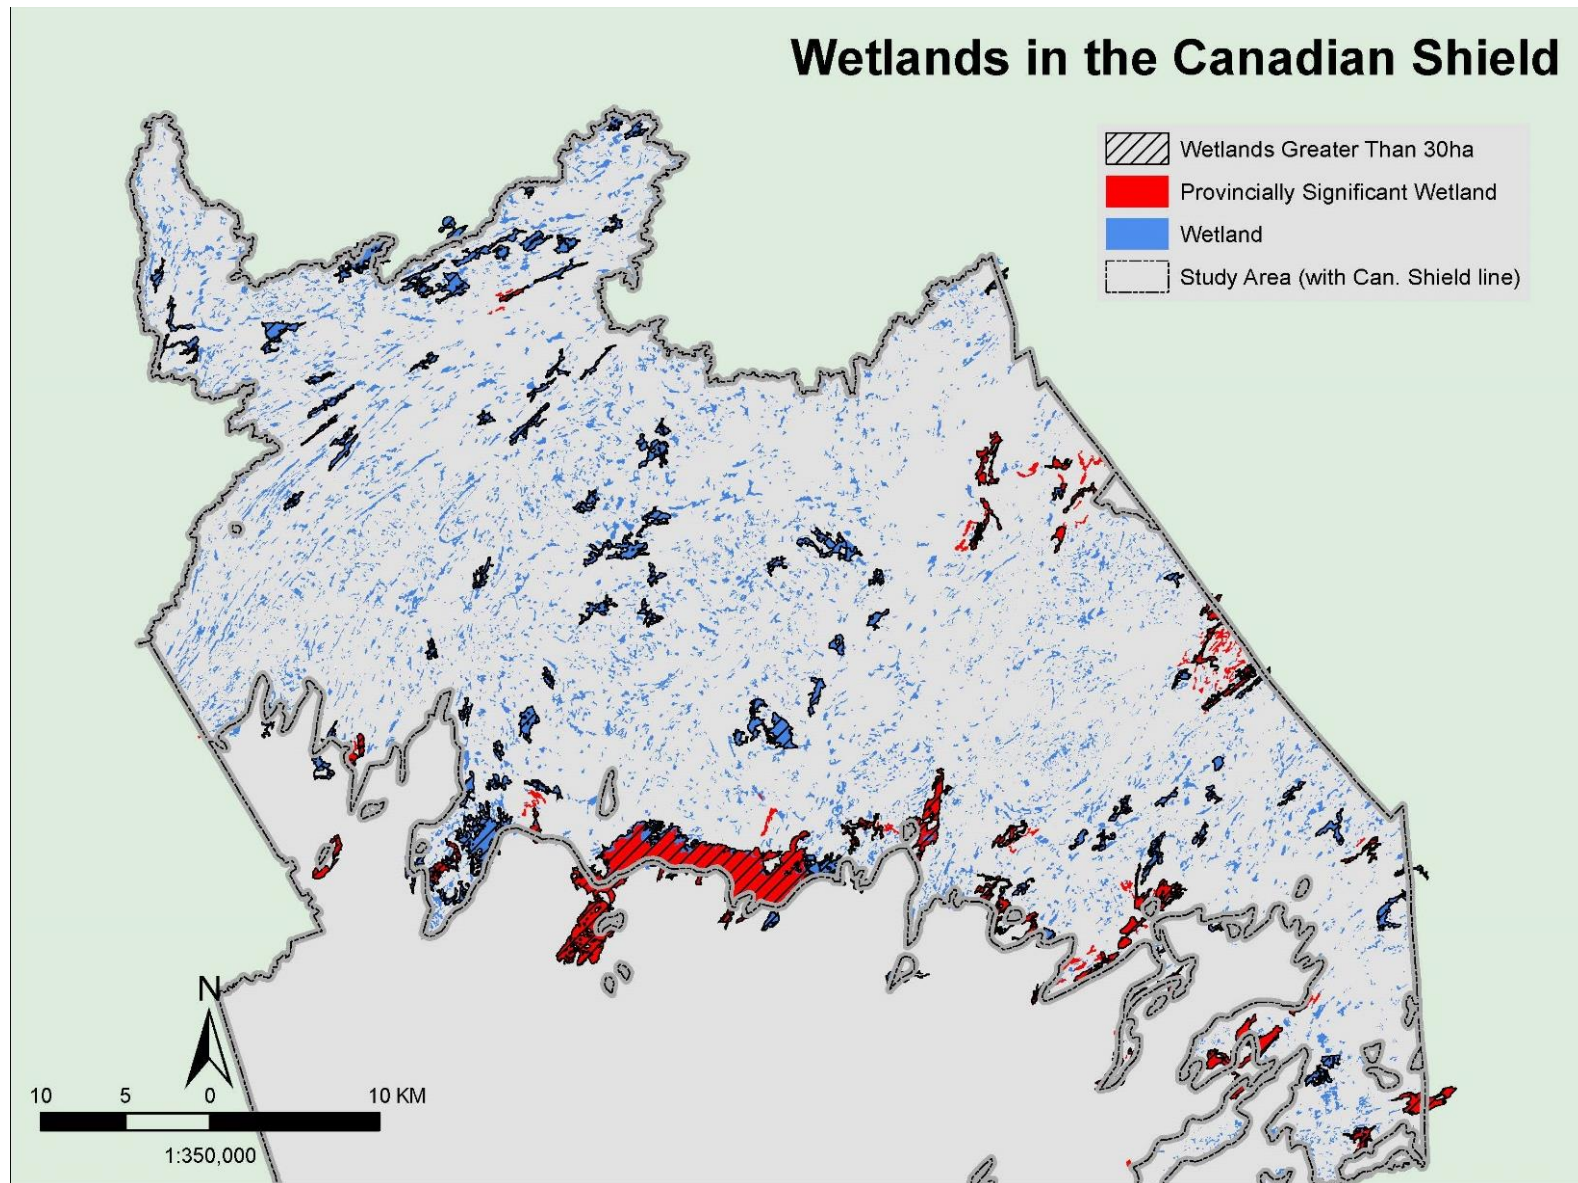 Wetlands in the Canadian Shield
Wetlands Greater Than 30ha
Provincially Significant Wetland
Wetland
Study Area (with Can. Shield line)
N
10 5 0 10 KM
1:350,000